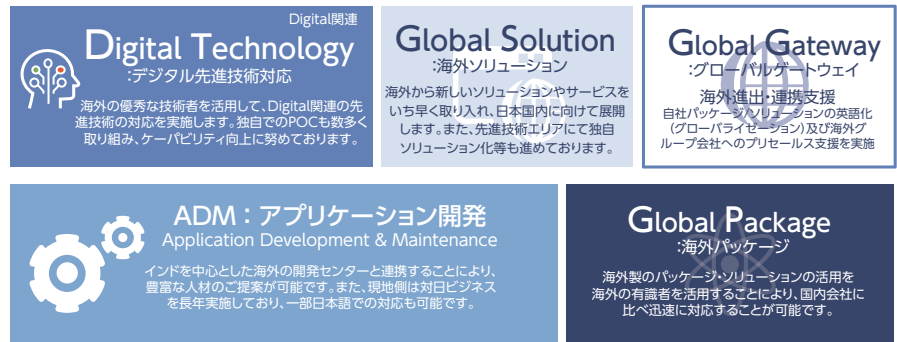 Digital関連
Digital Technology
:デジタル先進技術対応
海外の優秀な技術者を活用して、Digital関連の先
進技術の対応を実施します。独自でのPOCも数多く
取り組み、ケーパビリティ向上に努めております。
Global Solution
:海外ソリューション
海外から新しいソリューションやサービスを
いち早く取り入れ、日本国内に向けて展開
します。また、先進技術エリアにて独自
ソリューション化等も進めております。
Global Gateway
:グローバルゲートウェイ
海外進出・連携支援
自社パッケージ/ソリューションの英語化
(グローバライゼーション)及び海外グ
ループ会社へのプリセールス支援を実施
ADM:アプリケーション開発
Application Development & Maintenance
インドを中心とした海外の開発センターと連携することにより、
豊富な人材のご提案が可能です。また、現地側は対日ビジネス
を長年実施しており、一部日本語での対応も可能です。
Global Package
:海外パッケージ
海外製のパッケージ・ソリューションの活用を
海外の有識者を活用することにより、国内会社に
比べ迅速に対応することが可能です。